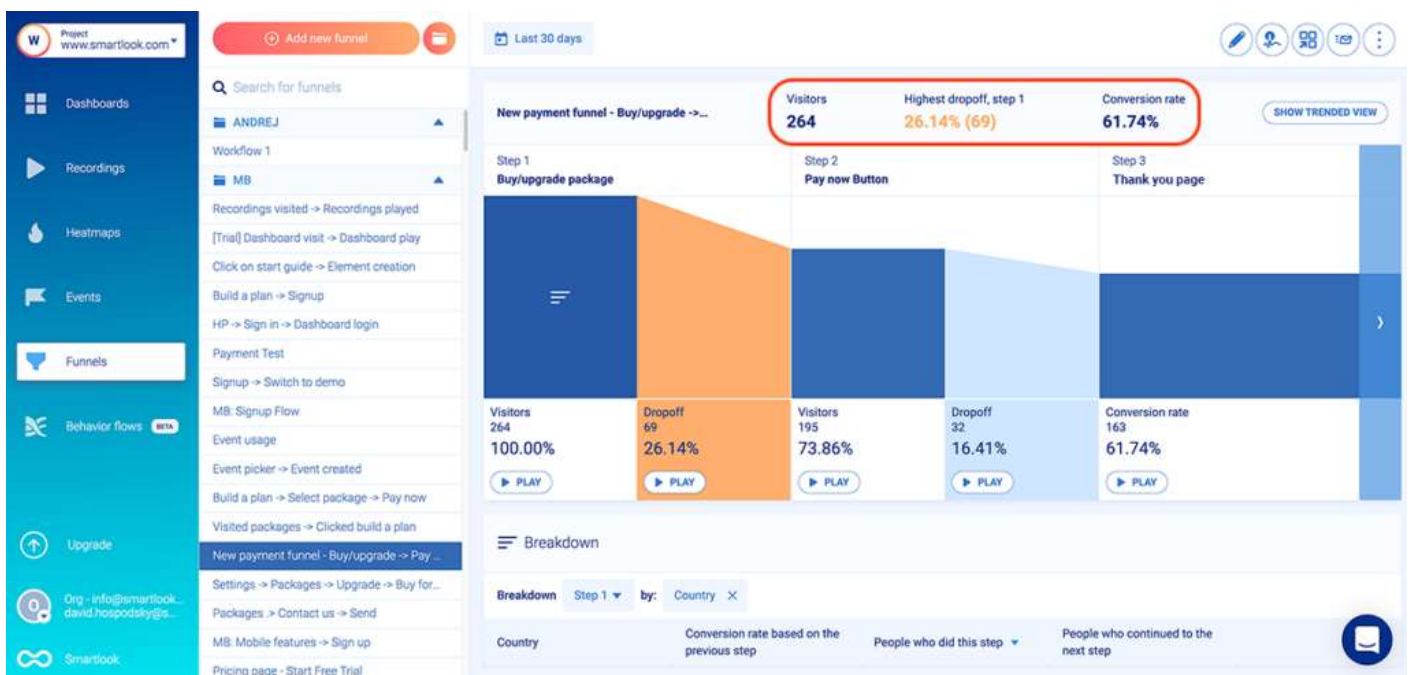 W
Project
www.smartlook.com
Dashboards
Recordings
Heatmaps
Events
Funnels
Behavior flows BETA
Upgrade
Org - info@smartlook...
david.hospodsky@s...
Smartlook
Add new funnel
Search for funnels
ANDREJ
Workflow 1
MB
Recordings visited -> Recordings played
[Trial] Dashboard visit -> Dashboard play
Click on start guide -> Element creation
Build a plan -> Signup
HP -> Sign in -> Dashboard login
Payment Test
Signup -> Switch to demo
MB: Signup Flow
Event usage
Event picker -> Event created
Build a plan -> Select package -> Pay now
Visited packages -> Clicked build a plan
New payment funnel - Buy/upgrade -> Pay ...
Settings -> Packages -> Upgrade -> Buy for...
Packages .> Contact us -> Send
MB: Mobile features -> Sign up
Pricing page - Start Free Trial
Last 30 days
New payment funnel - Buy/upgrade ->...
Visitors
264
Highest dropoff, step 1
26.14% (69)
Conversion rate
61.74%
SHOW TRENDED VIEW
Step 1
Buy/upgrade package
Step 2
Pay now Button
Step 3
Thank you page
Visitors
264
100.00%
PLAY
Dropoff
69
26.14%
PLAY
Visitors
195
73.86%
PLAY
Dropoff
32
16.41%
PLAY
Conversion rate
163
61.74%
PLAY
Breakdown
Breakdown Step 1 by: Country
Country
Conversion rate based on the
previous step
People who did this step
People who continued to the
next step